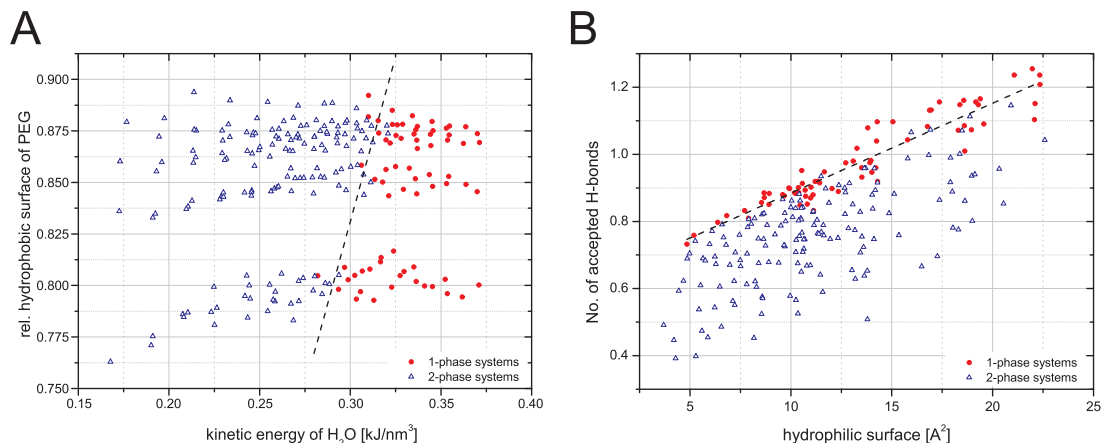 A
rel. hydrophobic surface of PEG
0.900
0.875
0.850
0.825
0.800
0.775
0.750
0.15
0.20
0.25
0.30
0.35
0.40
1-phase systems
2-phase systems
kinetic energy of H₂O [kJ/nm³]
B
No. of accepted H-bonds
1.2
1.0
0.8
0.6
0.4
5
10
15
20
25
1-phase systems
2-phase systems
hydrophilic surface [A²]